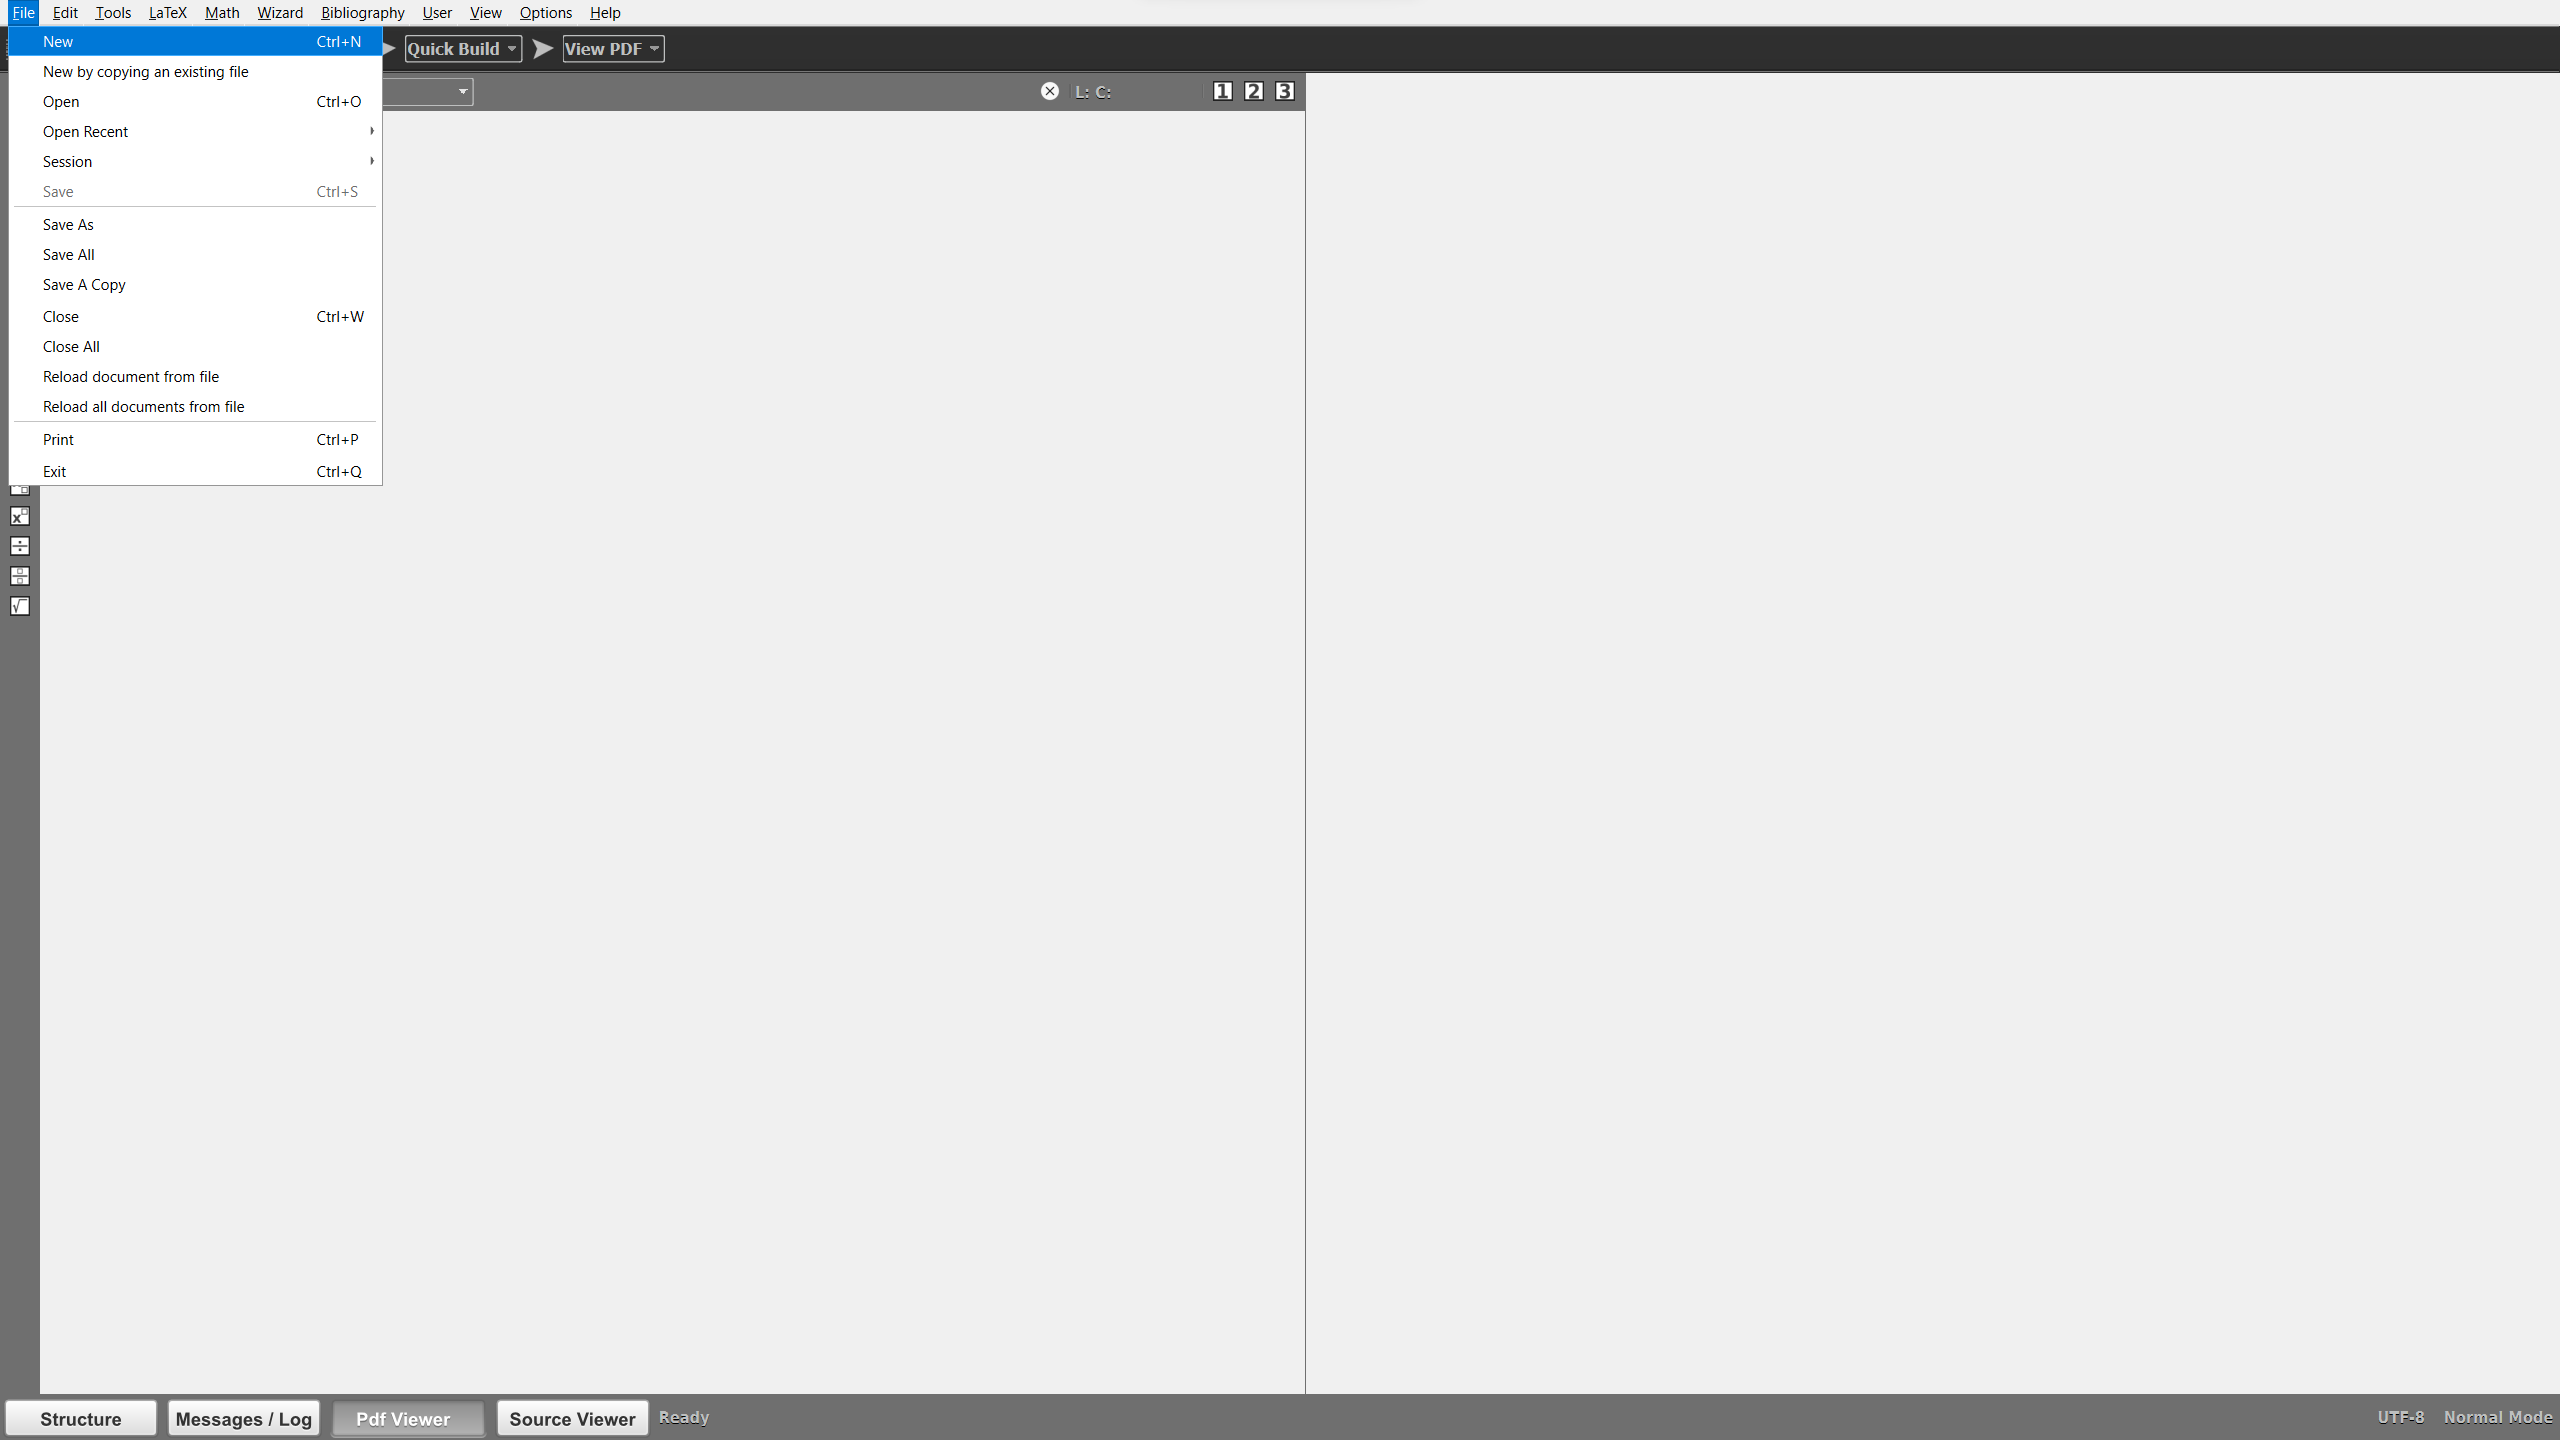 File Edit Tools LaTeX Math Wizard Bibliography User View Options Help
New Ctrl+N
Quick Build View PDF
New by copying an existing file
L: C: 1 2 3
Open Ctrl+O
Open Recent
Session
Save Ctrl+S
Save As
Save All
Save A Copy
Close Ctrl+W
Close All
Reload document from file
Reload all documents from file
Print Ctrl+P
Exit Ctrl+Q
Structure Messages / Log Pdf Viewer Source Viewer Ready UTF-8 Normal Mode